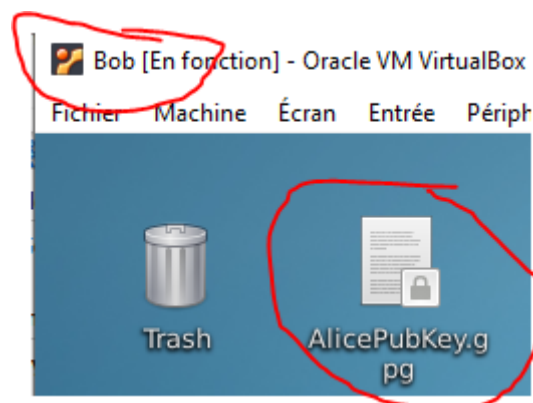 Bob [En fonction] - Oracle VM VirtualBox
Fichier Machine Écran Entrée Périph
Trash
AlicePubKey.g
pg